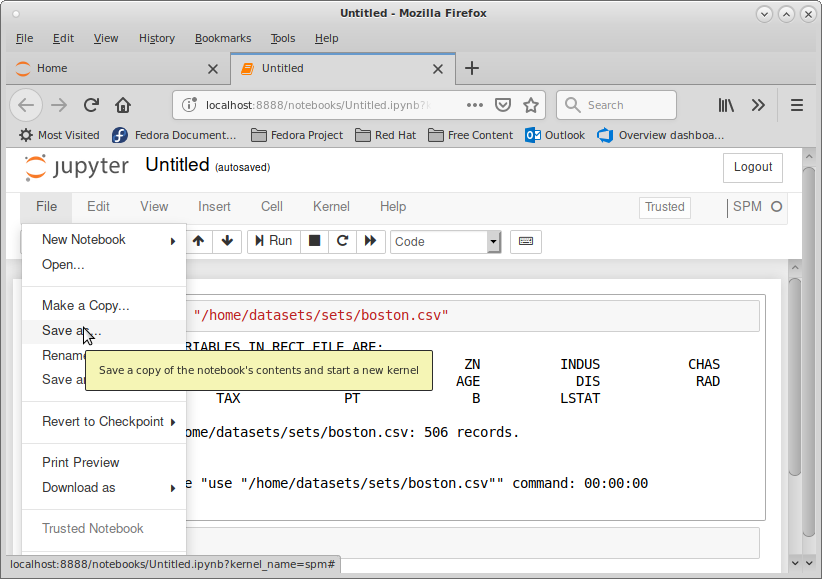 Untitled - Mozilla Firefox
File Edit View History Bookmarks Tools Help
Home Untitled
localhost:8888/notebooks/Untitled.ipynb? Search
Most Visited Fedora Document... Fedora Project Red Hat Free Content Outlook Overview dashboa...
jupyter Untitled (autosaved) Logout
File Edit View Insert Cell Kernel Help Trusted SPM
Run Code
New Notebook
Open...
Make a Copy...
Save as...
Rename
Save an
Revert to Checkpoint
Print Preview
Download as
Trusted Notebook
Save a copy of the notebook's contents and start a new kernel
"/home/datasets/sets/boston.csv"
RIABLES IN RECT FILE ARE:
ZN INDUS CHAS
AGE DIS RAD
TAX PT B LSTAT
ome/datasets/sets/boston.csv: 506 records.
e "use "/home/datasets/sets/boston.csv"" command: 00:00:00
localhost:8888/notebooks/Untitled.ipynb?kernel_name=spm#